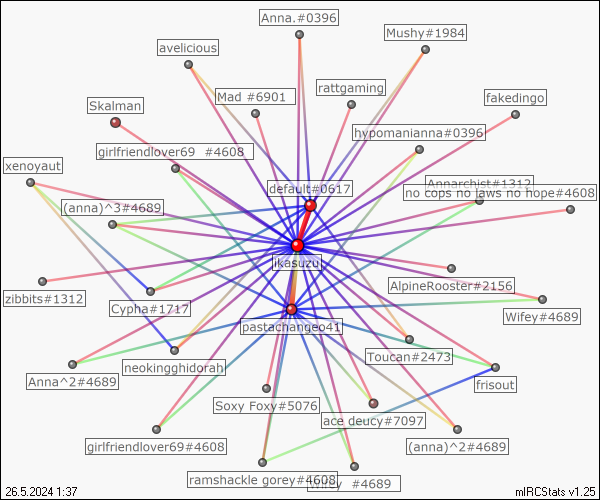 Anna.#0396
Mushy#1984
avelicious
rattgaming
Mad #6901
fakedingo
Skalman
hypomanianna#0396
girlfriendlover69 #4608
xenoyaut
default#0617
Annarchist#1312
no cops no laws no hope#4608
(anna)^3#4689
ikasuzu
AlpineRooster#2156
zibbits#1312
Cypha#1717
Wifey#4689
pastachangeo41
Toucan#2473
neokingghidorah
Anna^2#4689
frisout
Soxy Foxy#5076
ace deucy#7097
girlfriendlover69#4608
(anna)^2#4689
ramshackle gorey#4608
#4689
26.5.2024 1:37
mIRCStats v1.25